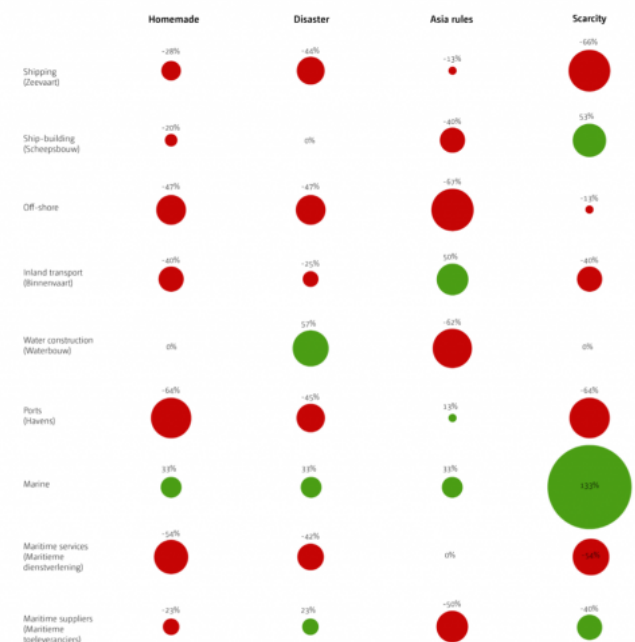 Homemade Disaster Asia rules Scarcity
-28% -44% -13% -66%
Shipping
(Zeevaart)
-20% 0% -40% 53%
Ship-building
(Scheepsbouw)
-47% -47% -67% -13%
Off-shore
-40% -25% 50% -40%
Inland transport
(Binnenvaart)
0% 57% -62% 0%
Water construction
(Waterbouw)
-64% -45% 13% -64%
Ports
(Havens)
33% 33% 33% 133%
Marine
-54% -42% 0% -54%
Maritime services
(Maritieme
dienstverlening)
-23% 23% -50% -40%
Maritime suppliers
(Maritieme
toeleveranciers)